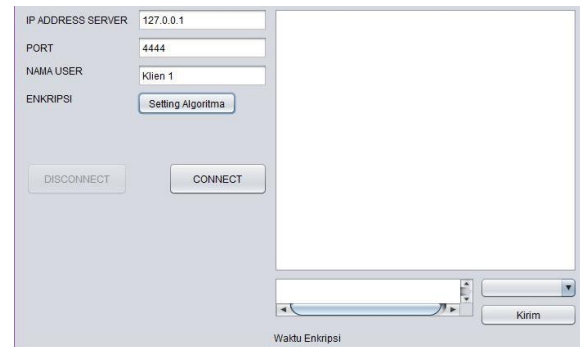 IP ADDRESS SERVER 127.0.0.1
PORT 4444
NAMA USER Klien 1
ENKRIPSI Setting Algoritma
DISCONNECT CONNECT
Kirim
Waktu Enkripsi